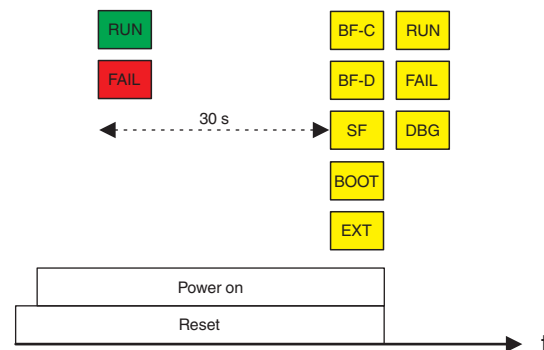 RUN BF-C RUN
FAIL BF-D FAIL
30 s SF DBG
BOOT
EXT
Power on
Reset